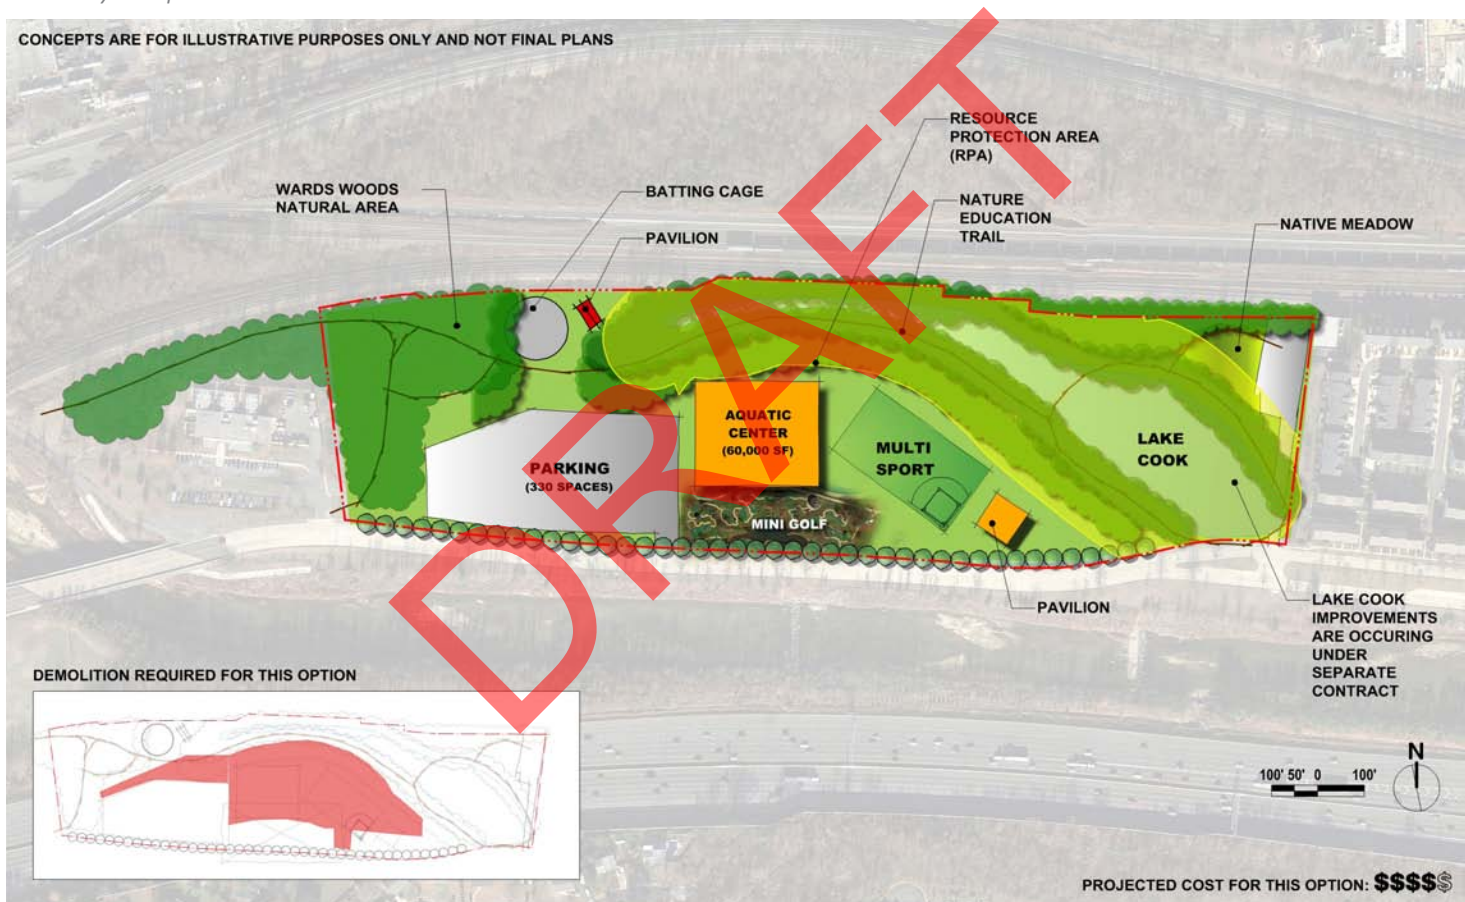 CONCEPTS ARE FOR ILLUSTRATIVE PURPOSES ONLY AND NOT FINAL PLANS
RESOURCE
PROTECTION AREA
(RPA)
WARDS WOODS
NATURAL AREA
BATTING CAGE
NATURE
EDUCATION
TRAIL
NATIVE MEADOW
PAVILION
AQUATIC
CENTER
(60,000 SF)
MULTI
SPORT
LAKE
COOK
PARKING
(330 SPACES)
MINI GOLF
PAVILION
LAKE COOK
IMPROVEMENTS
ARE OCCURING
UNDER
SEPARATE
CONTRACT
DRAFT
DEMOLITION REQUIRED FOR THIS OPTION
N
100' 50' 0 100'
PROJECTED COST FOR THIS OPTION: $$$$$